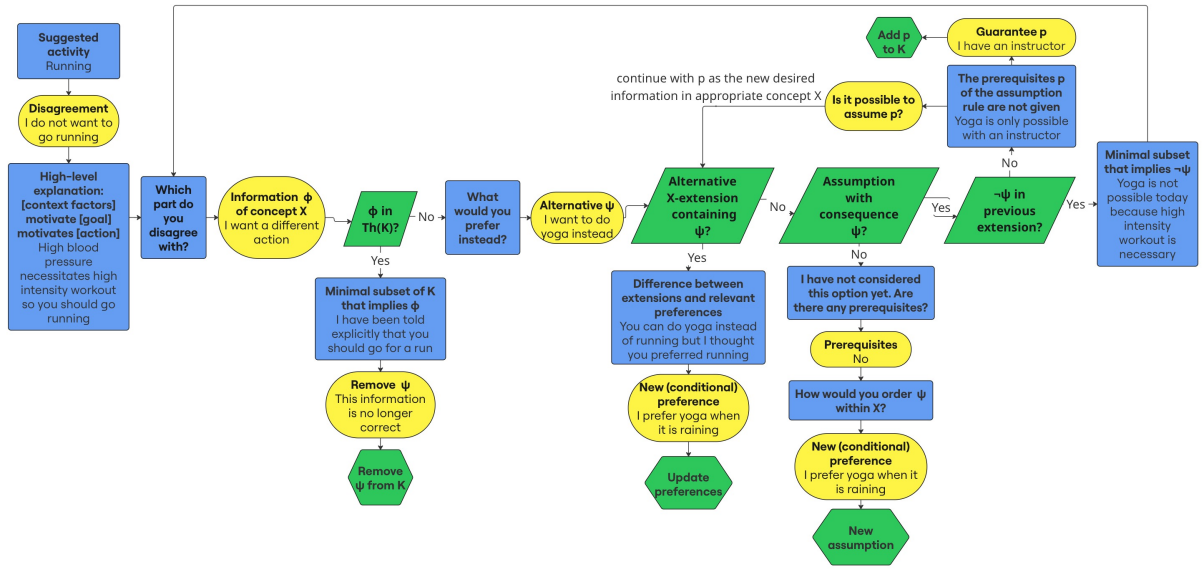 Suggested
activity
Running
Disagreement
I do not want to
go running
High-level
explanation:
[context factors]
motivate [goal]
motivates [action]
High blood
pressure
necessitates high
intensity workout
so you should go
running
Which
part do
you
disagree
with?
Information ϕ
of concept X
I want a different
action
ϕ in
Th(K)?
No
Yes
Minimal subset of K
that implies ϕ
I have been told
explicitly that you
should go for a run
Remove ψ
This information
is no longer
correct
Remove
ψ from K
What
would you
prefer
instead?
Alternative ψ
I want to do
yoga instead
Alternative
X-extension
containing
ψ?
No
Yes
Difference between
extensions and relevant
preferences
You can do yoga instead
of running but I thought
you preferred running
New (conditional)
preference
I prefer yoga when
it is raining
Update
preferences
Assumption
with
consequence
ψ?
Yes
No
I have not considered
this option yet. Are
there any prerequisites?
Prerequisites
No
How would you order ψ
within X?
New (conditional)
preference
I prefer yoga when it
is raining
New
assumption
¬ψ in
previous
extension?
Yes
No
The prerequisites p
of the assumption
rule are not given
Yoga is only possible
with an instructor
Guarantee p
I have an instructor
Add p
to K
Is it possible to
assume p?
continue with p as the new desired
information in appropriate concept X
Minimal subset
that implies ¬ψ
Yoga is not
possible today
because high
intensity
workout is
necessary